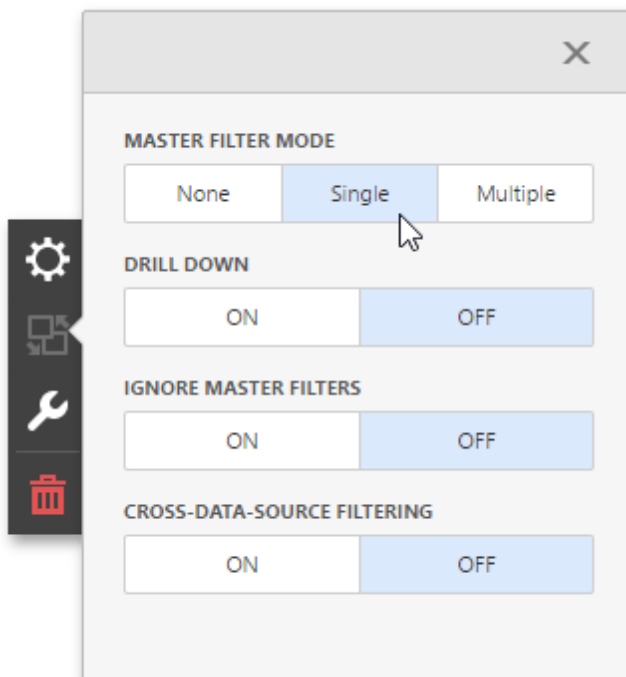 MASTER FILTER MODE
None Single Multiple
DRILL DOWN
ON OFF
IGNORE MASTER FILTERS
ON OFF
CROSS-DATA-SOURCE FILTERING
ON OFF